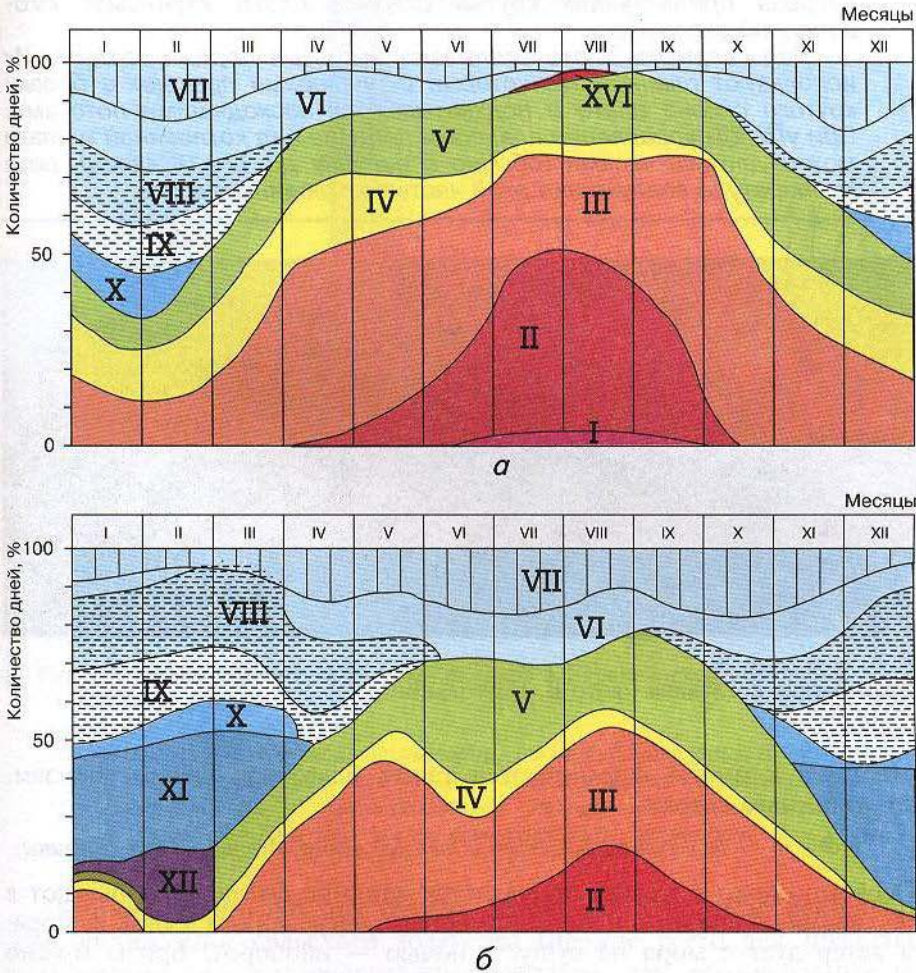 Месяцы
I II III IV V VI VII VIII IX X XI XII
Количество дней, %
100
VII
VI
XVI
V
VIII
IV
III
IX
50
X
II
I
0
а
Месяцы
I II III IV V VI VII VIII IX X XI XII
Количество дней, %
100
VII
VIII
VI
IX
V
X
50
XI
IV
III
XII
II
0
б